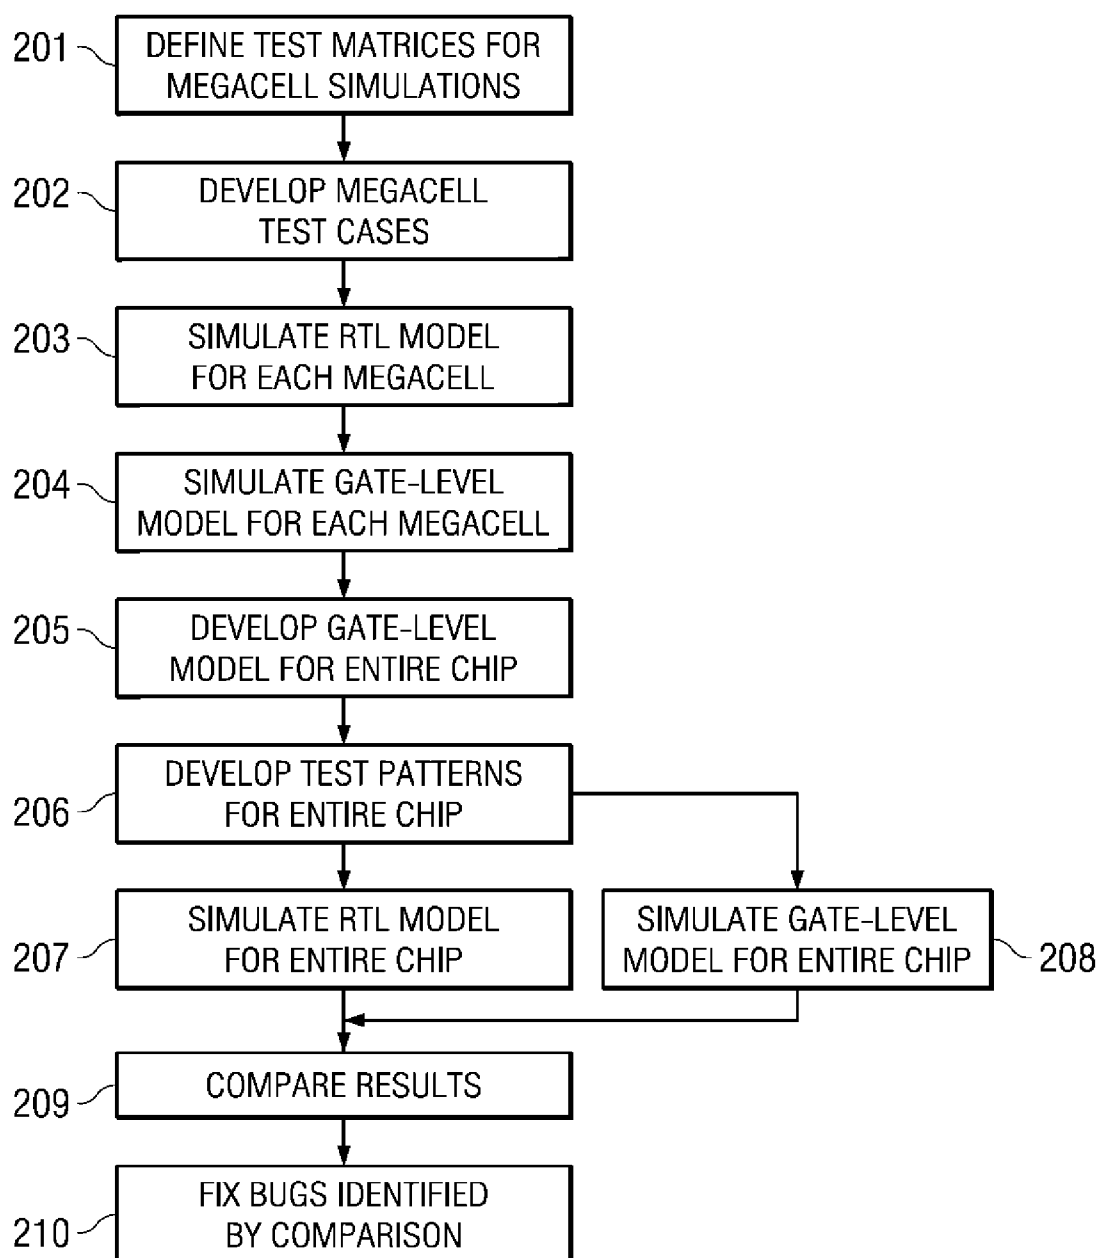 201
DEFINE TEST MATRICES FOR
MEGACELL SIMULATIONS
202
DEVELOP MEGACELL
TEST CASES
203
SIMULATE RTL MODEL
FOR EACH MEGACELL
204
SIMULATE GATE-LEVEL
MODEL FOR EACH MEGACELL
205
DEVELOP GATE-LEVEL
MODEL FOR ENTIRE CHIP
206
DEVELOP TEST PATTERNS
FOR ENTIRE CHIP
207
SIMULATE RTL MODEL
FOR ENTIRE CHIP
SIMULATE GATE-LEVEL
MODEL FOR ENTIRE CHIP
208
209
COMPARE RESULTS
210
FIX BUGS IDENTIFIED
BY COMPARISON